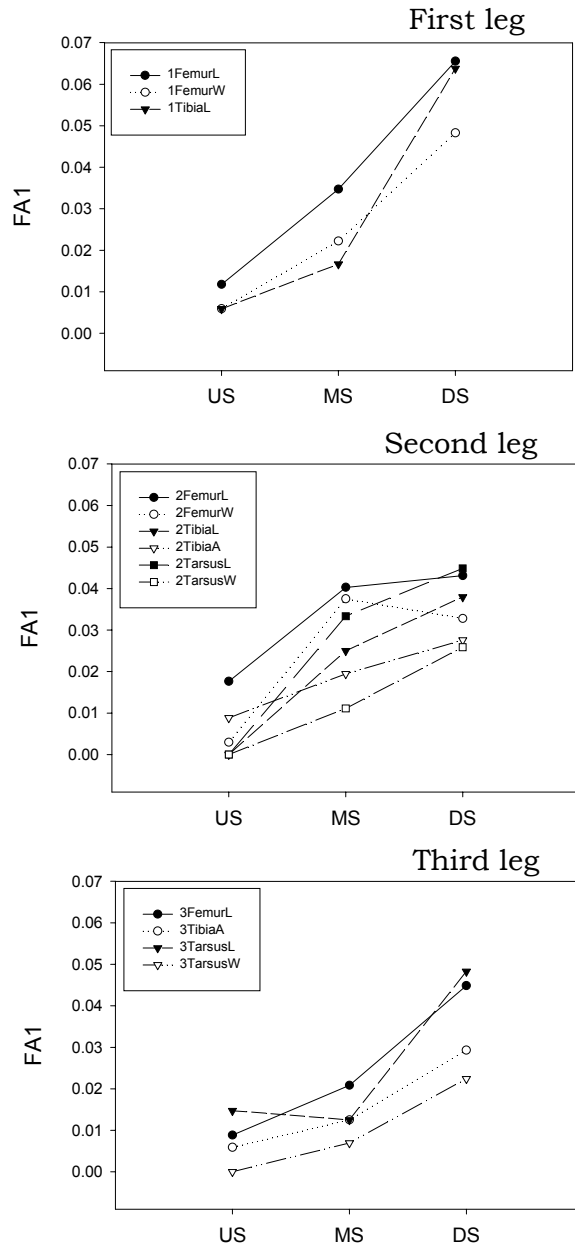 First leg
0.07
0.06
0.05
0.04
0.03
0.02
0.01
0.00
FA1
1FemurL
1FemurW
1TibiaL
US MS DS
Second leg
0.07
0.06
0.05
0.04
0.03
0.02
0.01
0.00
FA1
2FemurL
2FemurW
2TibiaL
2TibiaA
2TarsusL
2TarsusW
US MS DS
Third leg
0.07
0.06
0.05
0.04
0.03
0.02
0.01
0.00
FA1
3FemurL
3TibiaA
3TarsusL
3TarsusW
US MS DS